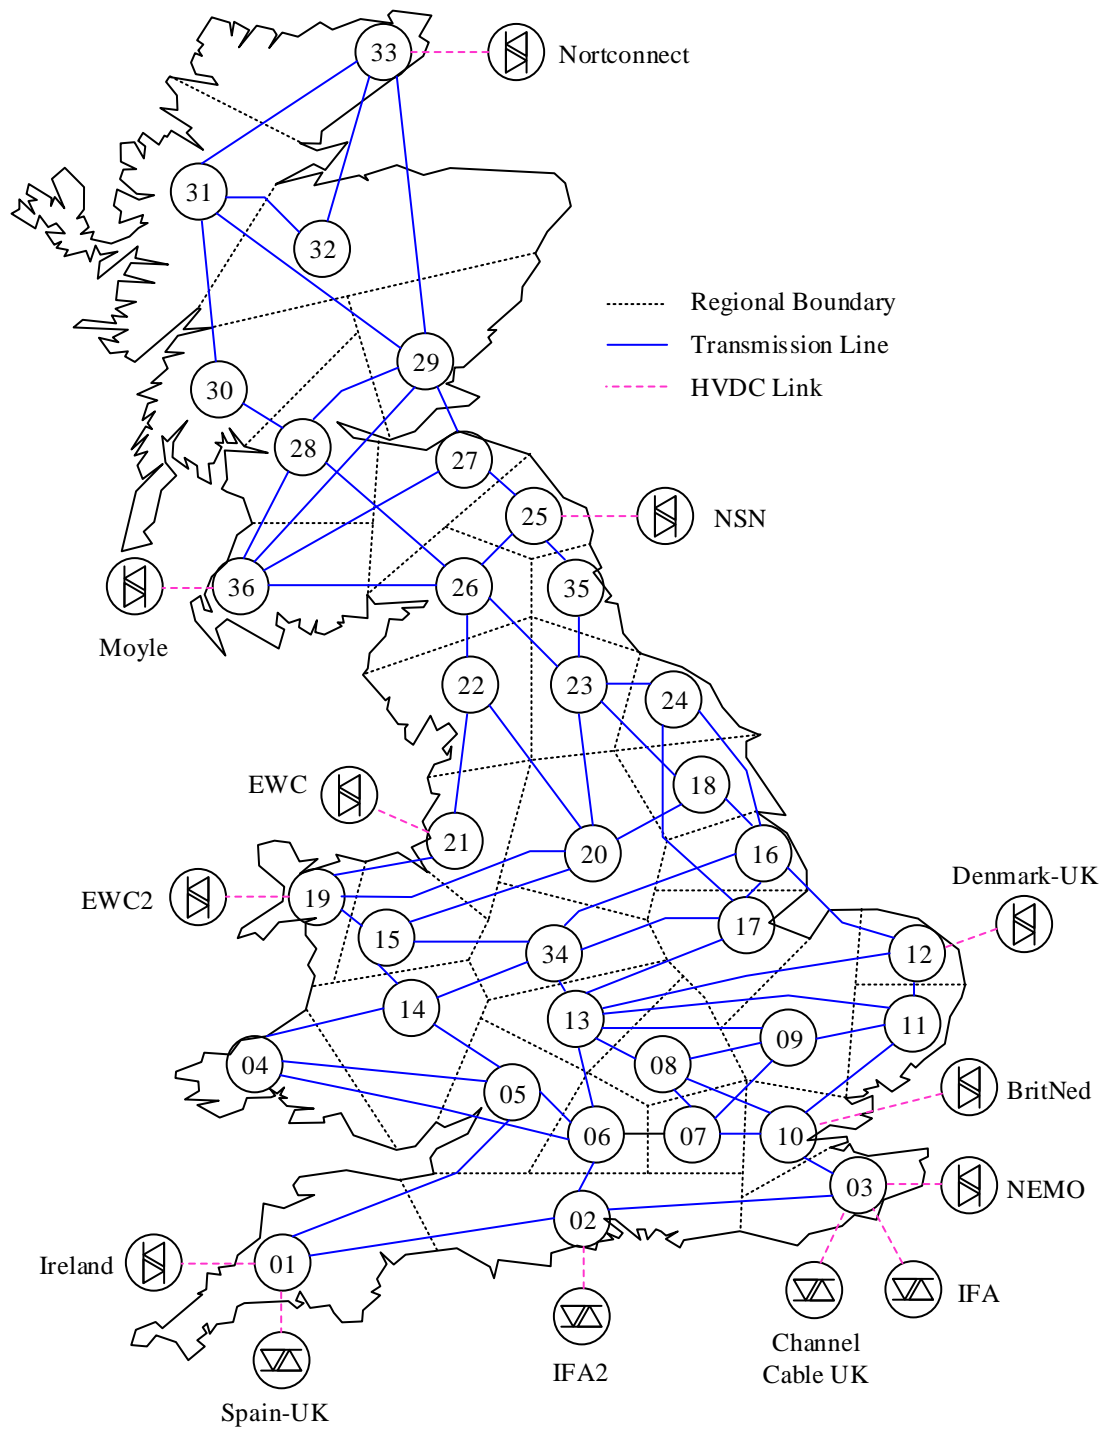 33
Nortconnect
31
32
Regional Boundary
Transmission Line
HVDC Link
29
30
28
27
25
NSN
36
26
35
Moyle
22
23
24
EWC
18
21
20
16
Denmark-UK
EWC2
19
15
17
34
12
14
13
11
09
08
04
05
BritNed
06
07
10
03
NEMO
02
Ireland
01
IFA
Channel
Cable UK
IFA2
Spain-UK